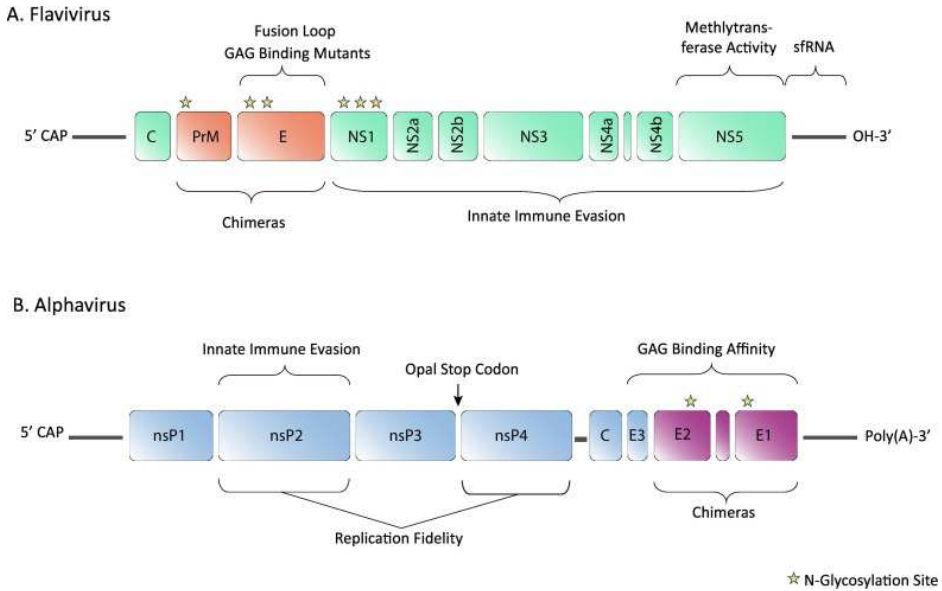 A. Flavivirus
Fusion Loop
GAG Binding Mutants
Methlytrans-
ferase Activity
sfRNA
5′ CAP
C
PrM
E
NS1
NS2a
NS2b
NS3
NS4a
NS4b
NS5
OH-3′
Chimeras
Innate Immune Evasion
B. Alphavirus
Innate Immune Evasion
Opal Stop Codon
GAG Binding Affinity
5′ CAP
nsP1
nsP2
nsP3
nsP4
C
E3
E2
E1
Poly(A)-3′
Replication Fidelity
Chimeras
N-Glycosylation Site